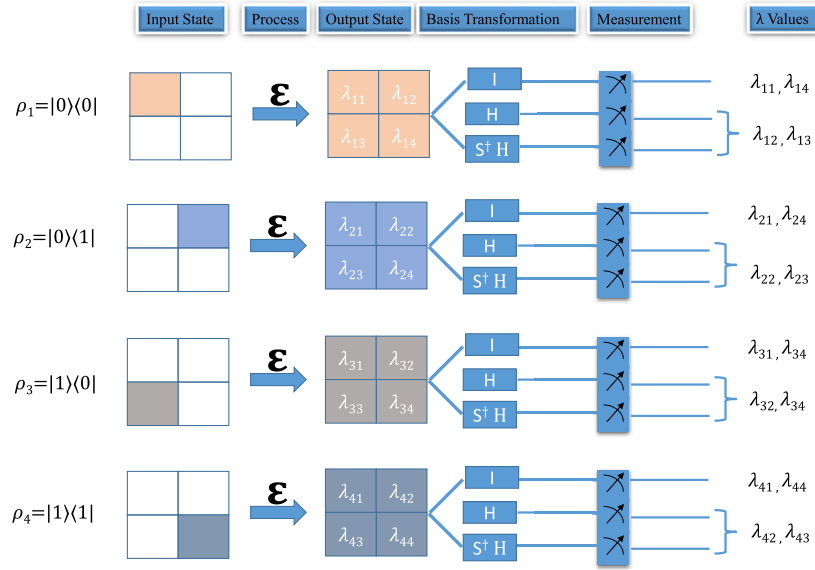 Input State Process Output State Basis Transformation Measurement λ Values
ρ₁=|0⟩⟨0| ε λ₁₁ λ₁₂ I λ₁₁, λ₁₄
H
λ₁₃ λ₁₄ S† H λ₁₂, λ₁₃
ρ₂=|0⟩⟨1| ε λ₂₁ λ₂₂ I λ₂₁, λ₂₄
H
λ₂₃ λ₂₄ S† H λ₂₂, λ₂₃
ρ₃=|1⟩⟨0| ε λ₃₁ λ₃₂ I λ₃₁, λ₃₄
H
λ₃₃ λ₃₄ S† H λ₃₂, λ₃₄
ρ₄=|1⟩⟨1| ε λ₄₁ λ₄₂ I λ₄₁, λ₄₄
H
λ₄₃ λ₄₄ S† H λ₄₂, λ₄₃